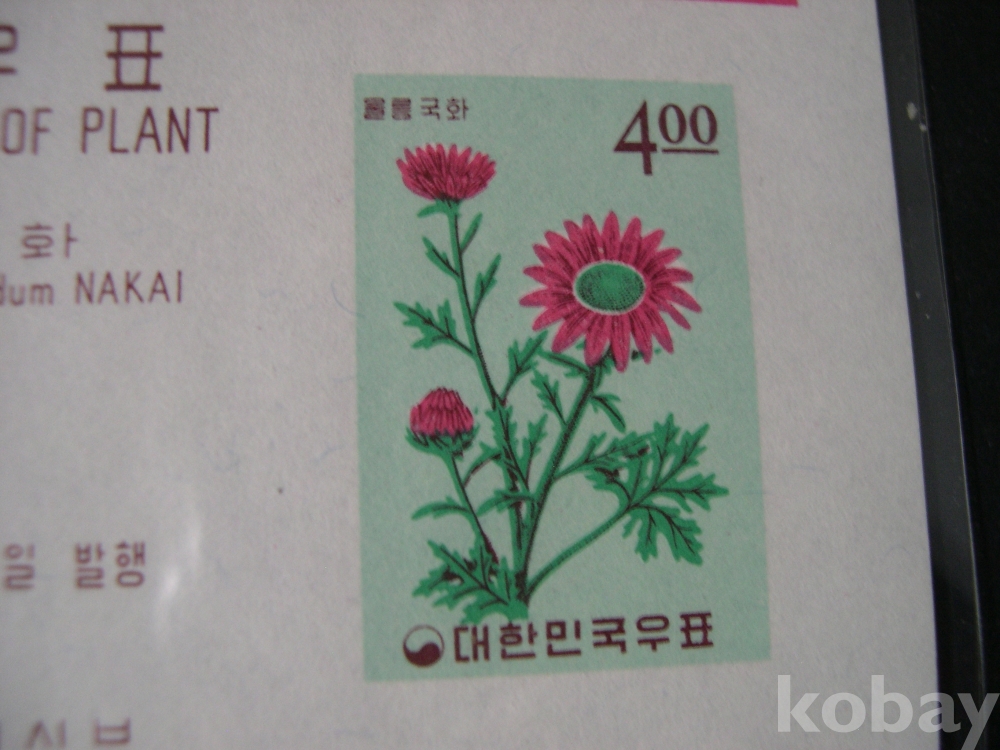 표
OF PLANT
화
dum NAKAI
일 발행
울릉국화
4.00
대한민국우표
kobay